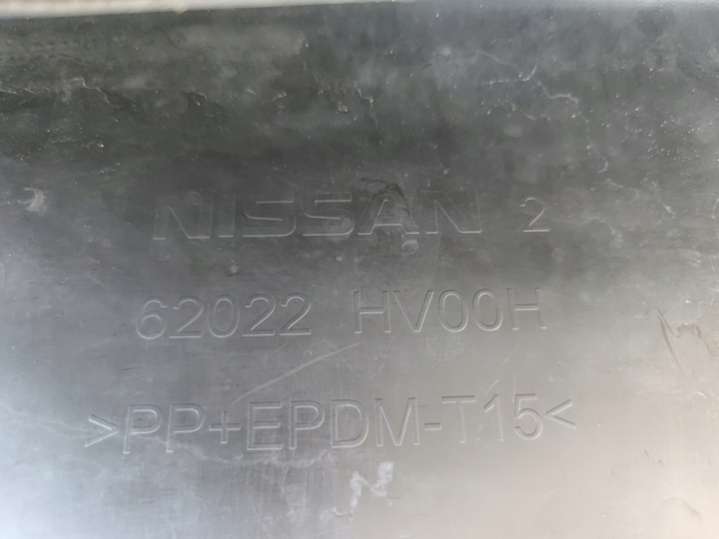 NISSAN 2
62022 HV00H
>PP+EPDM-T15<
N